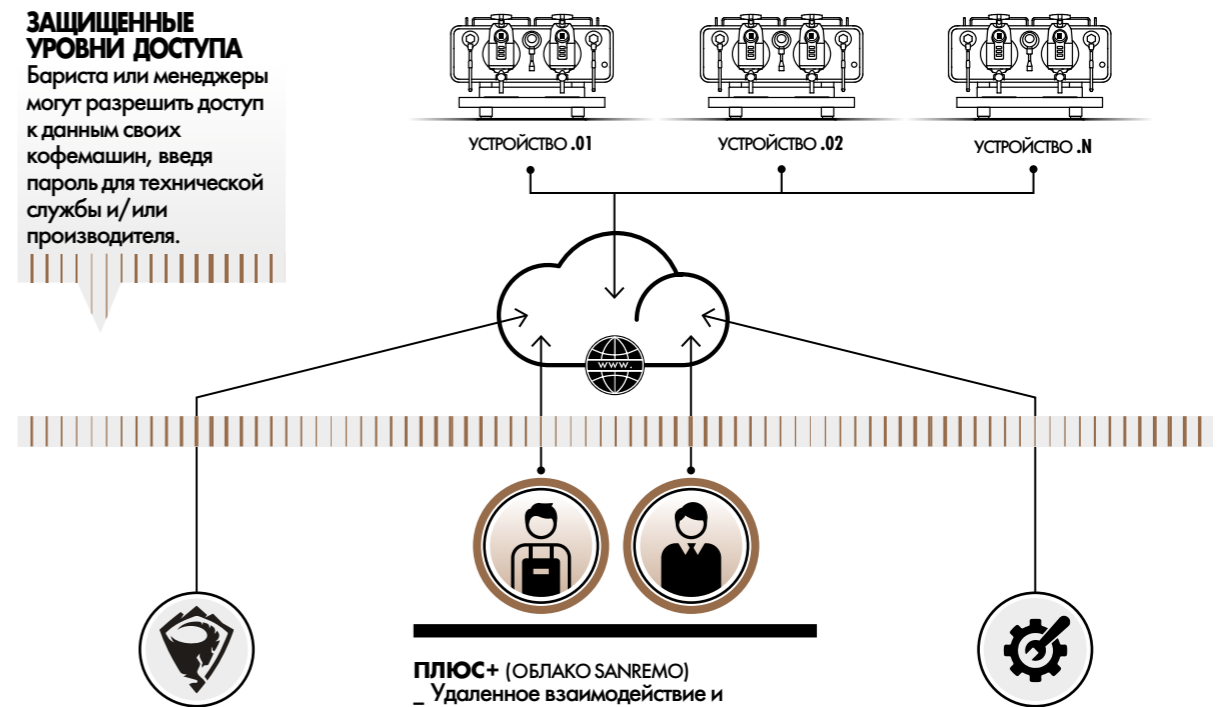 ЗАЩИЩЕННЫЕ
УРОВНИ ДОСТУПА
Бариста или менеджеры
могут разрешить доступ
к данным своих
кофемашин, введя
пароль для технической
службы и/или
производителя.
УСТРОЙСТВО .01
УСТРОЙСТВО .02
УСТРОЙСТВО .N
WWW.
ПЛЮС+ (ОБЛАКО SANREMO)
_ Удаленное взаимодействие и